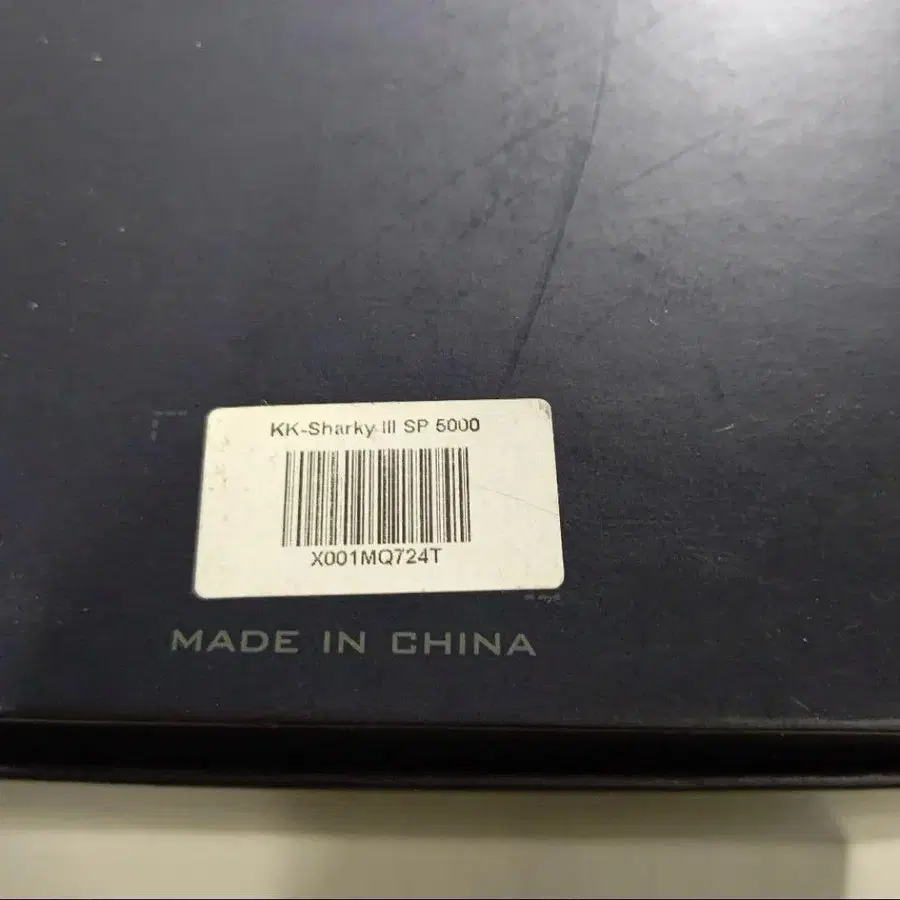 KK-Sharky III SP 5000
X001MQ724T
MADE IN CHINA